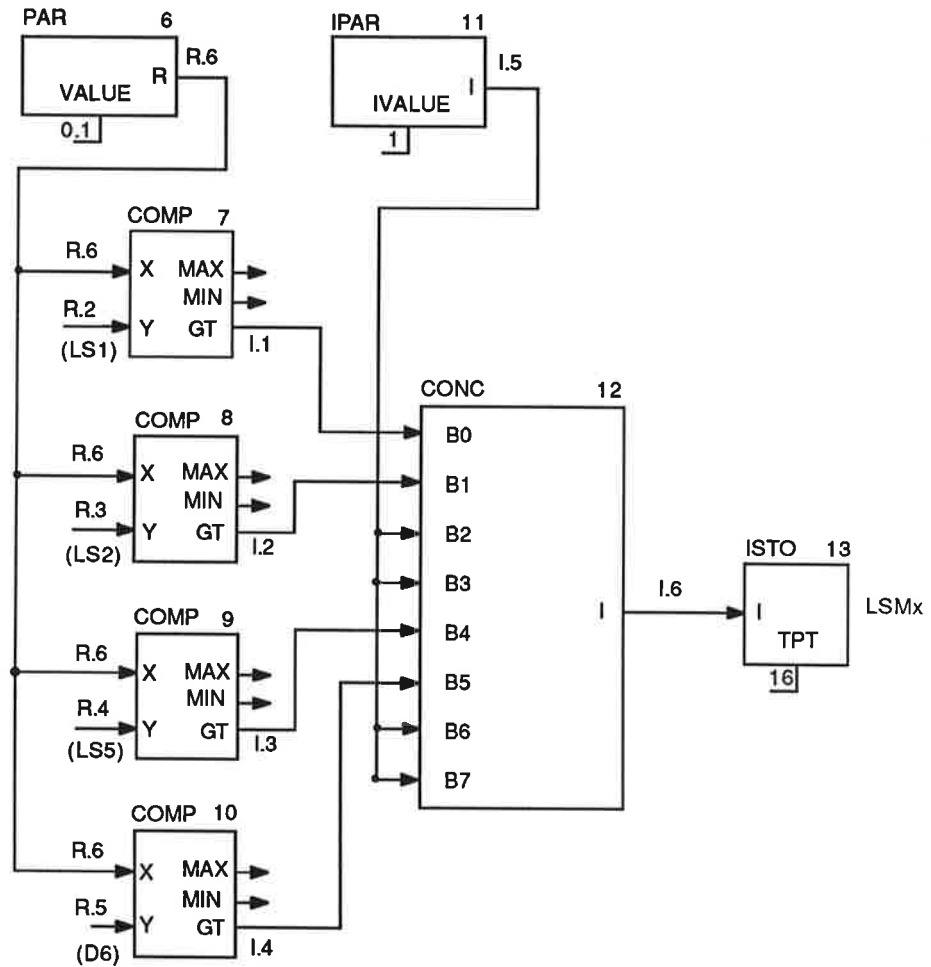 PAR 6
R.6
R
VALUE
0.1
IPAR 11
I.5
I
IVALUE
1
COMP 7
R.6
X MAX
MIN
R.2
Y GT
(LS1)
I.1
COMP 8
R.6
X MAX
MIN
R.3
Y GT
(LS2)
I.2
COMP 9
R.6
X MAX
MIN
R.4
Y GT
(LS5)
I.3
COMP 10
R.6
X MAX
MIN
R.5
Y GT
(D6)
I.4
CONC 12
B0
B1
B2
B3
B4
B5
B6
B7
I
I.6
ISTO 13
I
TPT
16
LSMx